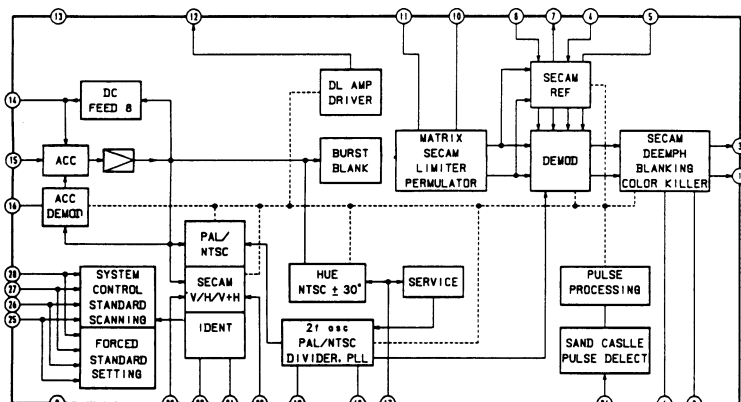 13
12
11
10
8
7
4
5
14
DC
FEED 8
DL AMP
DRIVER
SECAM
REF
15
ACC
BURST
BLANK
MATRIX
SECAM
LIMITER
PERMULATOR
DEMOD
SECAM
DEEMPH
BLANKING
COLOR KILLER
3
1
16
ACC
DEMOD
PAL/
NTSC
28
27
26
25
SYSTEM
CONTROL
STANDARD
SCANNING
SECAM
V/H/V+H
HUE
NTSC ± 30°
SERVICE
PULSE
PROCESSING
IDENT
FORCED
STANDARD
SETTING
2f osc
PAL/NTSC
DIVIDER, PLL
SAND CASLLE
PULSE DELECT